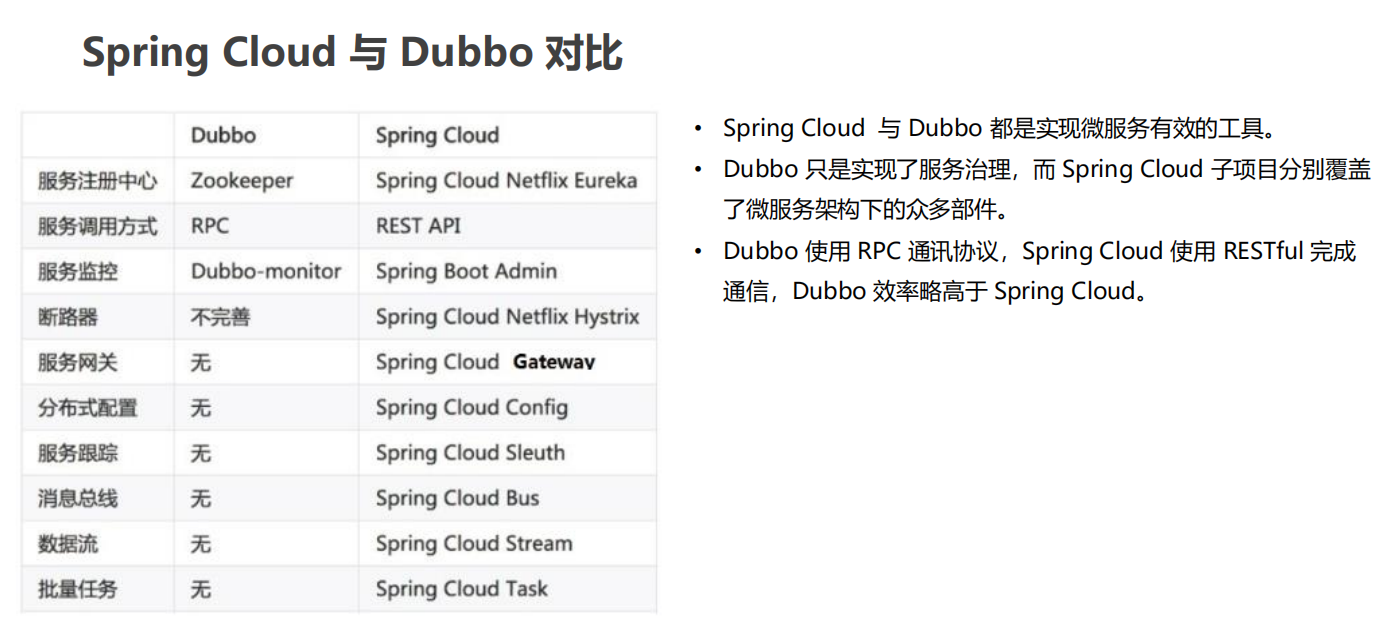 Spring Cloud 与 Dubbo 对比
Dubbo Spring Cloud
服务注册中心 Zookeeper Spring Cloud Netflix Eureka
服务调用方式 RPC REST API
服务监控 Dubbo-monitor Spring Boot Admin
断路器 不完善 Spring Cloud Netflix Hystrix
服务网关 无 Spring Cloud Gateway
分布式配置 无 Spring Cloud Config
服务跟踪 无 Spring Cloud Sleuth
消息总线 无 Spring Cloud Bus
数据流 无 Spring Cloud Stream
批量任务 无 Spring Cloud Task
• Spring Cloud 与 Dubbo 都是实现微服务有效的工具。
• Dubbo 只是实现了服务治理，而 Spring Cloud 子项目分别覆盖
了微服务架构下的众多部件。
• Dubbo 使用 RPC 通讯协议，Spring Cloud 使用 RESTful 完成
通信，Dubbo 效率略高于 Spring Cloud。